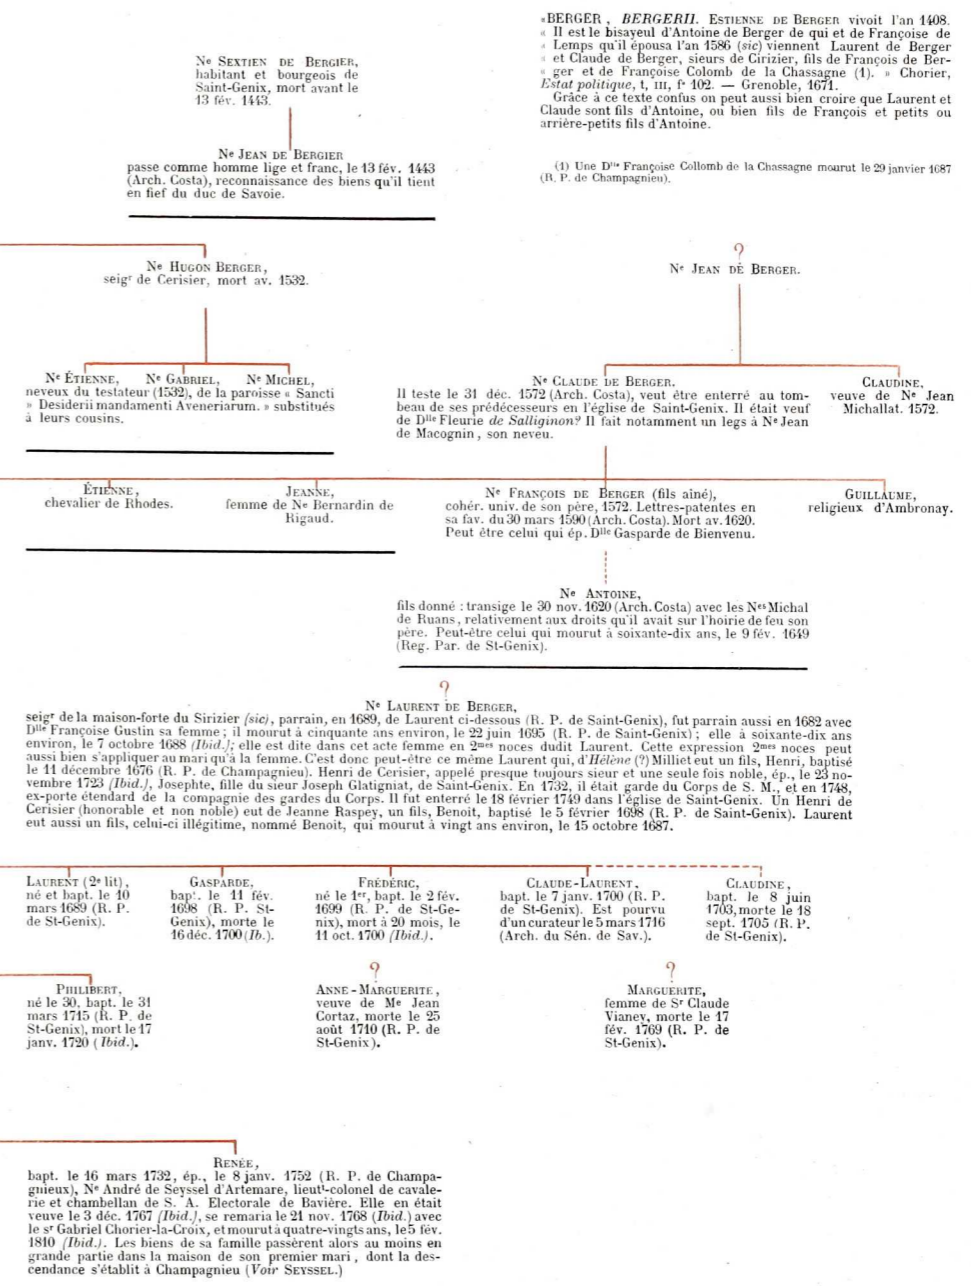 Nᵉ SEXTIEN DE BERGIER,
habitant et bourgeois de
Saint-Genix, mort avant le
13 fév. 1443.
Nᵉ JEAN DE BERGIER
passe comme homme lige et franc, le 13 fév. 1443
(Arch. Costa), reconnaissance des biens qu'il tient
en fief du duc de Savoie.
«BERGER, BERGERII. ESTIENNE DE BERGER vivoit l'an 1408.
« Il est le bisayeul d'Antoine de Berger de qui et de Françoise de
« Lemps qu'il épousa l'an 1586 (sic) viennent Laurent de Berger
« et Claude de Berger, sieurs de Cirizier, fils de François de Ber-
« ger et de Françoise Colomb de la Chassagne (1). » Chorier,
Estat politique, t, III, fº 102. — Grenoble, 1671.
Grâce à ce texte confus on peut aussi bien croire que Laurent et
Claude sont fils d'Antoine, ou bien fils de François et petits ou
arrière-petits fils d'Antoine.
(1) Une Dˡˡᵉ Françoise Collomb de la Chassagne mourut le 29 janvier 1687
(R. P. de Champagnieu).
Nᵉ HUGON BERGER,
seigʳ de Cerisier, mort av. 1532.
?
Nᵉ JEAN DE BERGER.
Nᵉ ÉTIENNE, Nᵉ GABRIEL, Nᵉ MICHEL,
neveux du testateur (1532), de la paroisse « Sancti
» Desiderii mandamenti Aveneriarum. » substitués
à leurs cousins.
Nᵉ CLAUDE DE BERGER.
Il teste le 31 déc. 1572 (Arch. Costa), veut être enterré au tom-
beau de ses prédécesseurs en l'église de Saint-Genix. Il était veuf
de Dˡˡᵉ Fleurie de Salliginon? Il fait notamment un legs à Nᵉ Jean
de Macognin, son neveu.
CLAUDINE,
veuve de Nᵉ Jean
Michallat. 1572.
ÉTIENNE,
chevalier de Rhodes.
JEANNE,
femme de Nᵉ Bernardin de
Rigaud.
Nᵉ FRANÇOIS DE BERGER (fils aîné),
cohér. univ. de son père, 1572. Lettres-patentes en
sa fav. du 30 mars 1590 (Arch. Costa). Mort av. 1620.
Peut être celui qui ép. Dˡˡᵉ Gasparde de Bienvenu.
GUILLAUME,
religieux d'Ambronay.
Nᵉ ANTOINE,
fils donné : transige le 30 nov. 1620 (Arch. Costa) avec les Nᵉˢ Michal
de Ruans, relativement aux droits qu'il avait sur l'hoirie de feu son
père. Peut-être celui qui mourut à soixante-dix ans, le 9 fév. 1649
(Reg. Par. de St-Genix).
?
Nᵉ LAURENT DE BERGER,
seigʳ de la maison-forte du Sirizier (sic), parrain, en 1689, de Laurent ci-dessous (R. P. de Saint-Genix), fut parrain aussi en 1682 avec
Dˡˡᵉ Françoise Gustin sa femme ; il mourut à cinquante ans environ, le 22 juin 1695 (R. P. de Saint-Genix) ; elle à soixante-dix ans
environ, le 7 octobre 1688 (Ibid.); elle est dite dans cet acte femme en 2ᵐᵉˢ noces dudit Laurent. Cette expression 2ᵐᵉˢ noces peut
aussi bien s'appliquer au mari qu'à la femme. C'est donc peut-être ce même Laurent qui, d'Hélène (?) Milliet eut un fils, Henri, baptisé
le 11 décembre 1676 (R. P. de Champagnieu). Henri de Cerisier, appelé presque toujours sieur et une seule fois noble, ép., le 23 no-
vembre 1723 (Ibid.), Josephte, fille du sieur Joseph Glatigniat, de Saint-Genix. En 1732, il était garde du Corps de S. M., et en 1748,
ex-porte étendard de la compagnie des gardes du Corps. Il fut enterré le 18 février 1749 dans l'église de Saint-Genix. Un Henri de
Cerisier (honorable et non noble) eut de Jeanne Raspey, un fils, Benoit, baptisé le 5 février 1698 (R. P. de Saint-Genix). Laurent
eut aussi un fils, celui-ci illégitime, nommé Benoit, qui mourut à vingt ans environ, le 15 octobre 1687.
LAURENT (2ᵉ lit),
né et bapt. le 10
mars 1689 (R. P.
de St-Genix).
GASPARDE,
bapt. le 11 fév.
1698 (R. P. St-
Genix), morte le
16 déc. 1700 (Ib.).
FRÉDÉRIC,
né le 1ᵉʳ, bapt. le 2 fév.
1699 (R. P. de St-Ge-
nix), mort à 20 mois, le
11 oct. 1700 (Ibid.).
CLAUDE-LAURENT,
bapt. le 7 janv. 1700 (R. P.
de St-Genix). Est pourvu
d'un curateur le 5 mars 1716
(Arch. du Sén. de Sav.).
CLAUDINE,
bapt. le 8 juin
1703, morte le 18
sept. 1705 (R. P.
de St-Genix).
PHILIBERT,
né le 30, bapt. le 31
mars 1715 (R. P. de
St-Genix), mort le 17
janv. 1720 (Ibid.).
?
ANNE-MARGUERITE,
veuve de Mᵉ Jean
Cortaz, morte le 25
août 1710 (R. P. de
St-Genix).
?
MARGUERITE,
femme de Sʳ Claude
Vianey, morte le 17
fév. 1769 (R. P. de
St-Genix).
RENÉE,
bapt. le 16 mars 1732, ép., le 8 janv. 1752 (R. P. de Champa-
gnieux), Nᵉ André de Seyssel d'Artemare, lieutᵗ-colonel de cavale-
rie et chambellan de S. A. Electorale de Bavière. Elle en était
veuve le 3 déc. 1767 (Ibid.), se remaria le 21 nov. 1768 (Ibid.) avec
le sʳ Gabriel Chorier-la-Croix, et mourut à quatre-vingts ans, le 5 fév.
1810 (Ibid.). Les biens de sa famille passèrent alors au moins en
grande partie dans la maison de son premier mari, dont la des-
cendance s'établit à Champagnieu (Voir SEYSSEL.)